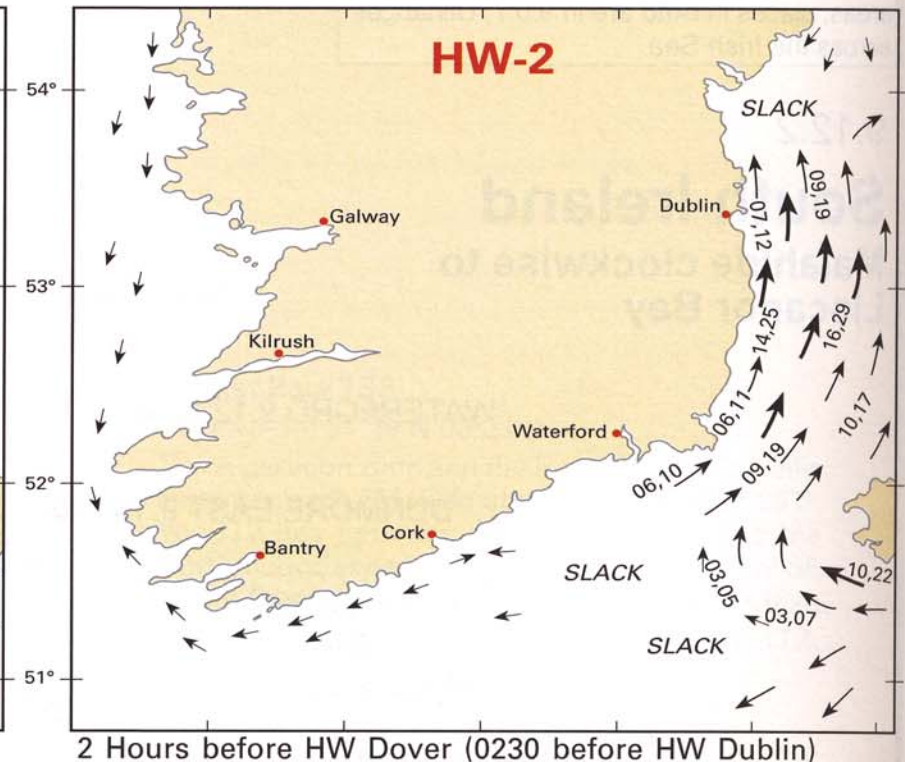 HW-2
54°
SLACK
Galway
Dublin
09,19
07,12
53°
Kilrush
14,25
16,29
06,11
10,17
Waterford
09,19
52°
06,10
Cork
Bantry
SLACK
10,22
03,05
03,07
SLACK
51°
2 Hours before HW Dover (0230 before HW Dublin)